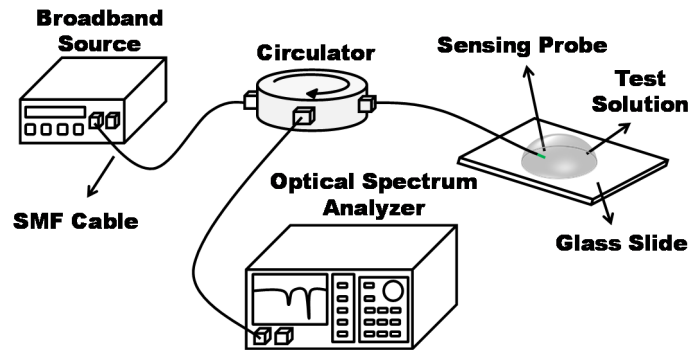 Broadband
Source
Circulator
Sensing Probe
Test
Solution
SMF Cable
Optical Spectrum
Analyzer
Glass Slide